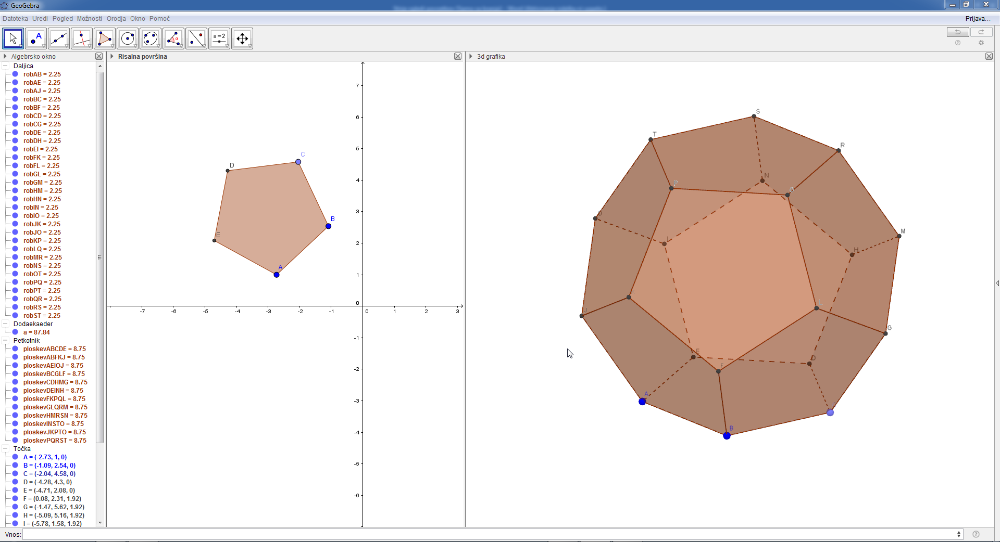 GeoGebra
Datoteka Uredi Pogled Možnosti Orodja Okno Pomoč
Prijava...
A
α
a=2
Algebrsko okno
Daljica
robAB = 2.25
robAE = 2.25
robAJ = 2.25
robBC = 2.25
robBF = 2.25
robCD = 2.25
robCG = 2.25
robDE = 2.25
robDH = 2.25
robEI = 2.25
robFK = 2.25
robFL = 2.25
robGL = 2.25
robGM = 2.25
robHM = 2.25
robHN = 2.25
robIN = 2.25
robIO = 2.25
robJK = 2.25
robJO = 2.25
robKP = 2.25
robLQ = 2.25
robMR = 2.25
robNS = 2.25
robOT = 2.25
robPQ = 2.25
robPT = 2.25
robQR = 2.25
robRS = 2.25
robST = 2.25
Dodaekaeder
a = 87.84
Petkotnik
ploskevABCDE = 8.75
ploskevABFKJ = 8.75
ploskevAEIOJ = 8.75
ploskevBCGLF = 8.75
ploskevCDHMG = 8.75
ploskevDEINH = 8.75
ploskevFKPQL = 8.75
ploskevGLQRM = 8.75
ploskevHMRSN = 8.75
ploskevINSTO = 8.75
ploskevJKPTO = 8.75
ploskevPQRST = 8.75
Točka
A = (-2.73, 1, 0)
B = (-1.09, 2.54, 0)
C = (-2.04, 4.58, 0)
D = (-4.28, 4.3, 0)
E = (-4.71, 2.08, 0)
F = (0.08, 2.31, 1.92)
G = (-1.47, 5.62, 1.92)
H = (-5.09, 5.16, 1.92)
I = (-5.78, 1.58, 1.92)
Risalna površina
7
6
5
4
3
2
1
0
-1
-2
-3
-4
-5
-6
-7 -6 -5 -4 -3 -2 -1 0 1 2 3
C
D
B
E
A
3d grafika
S
T
R
N
P
Q
O
M
I
H
L
J
G
E
D
F
A
B
Vnos: